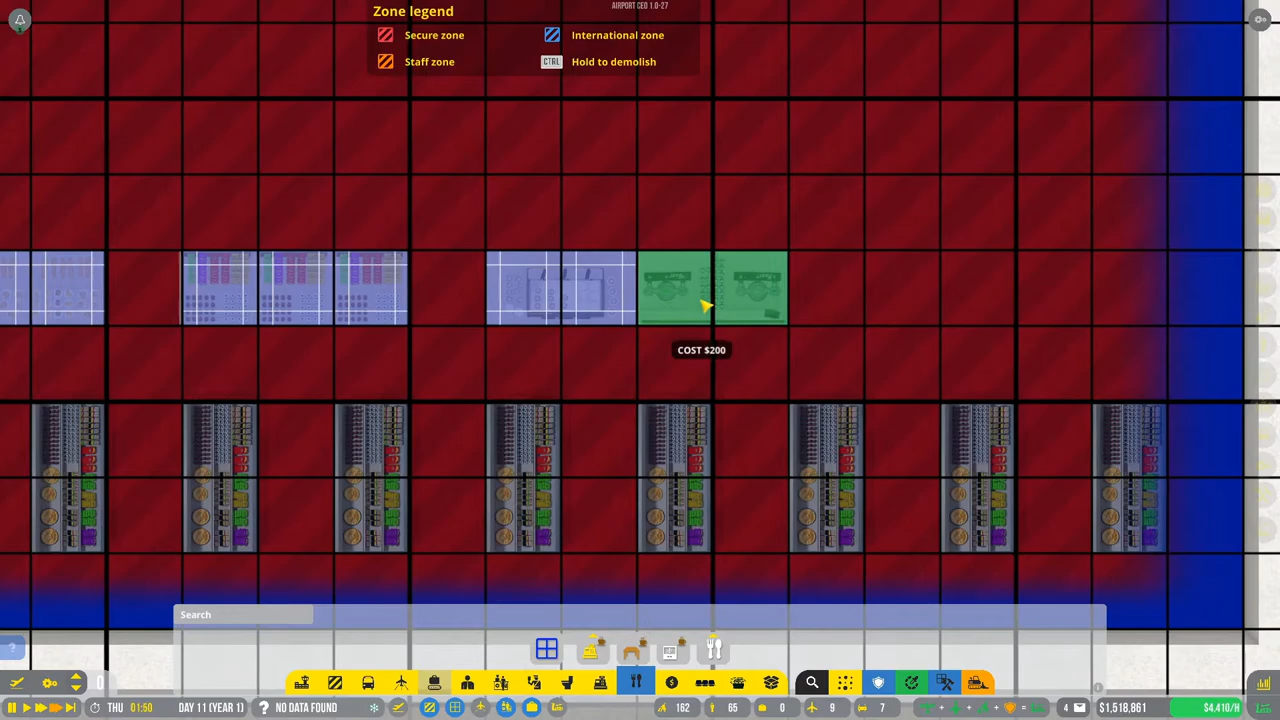 AIRPORT CEO 1.0-27
Zone legend
Secure zone
International zone
Staff zone
CTRL
Hold to demolish
COST $200
Search
?
0
THU 01:50
DAY 11 (YEAR 1)
? NO DATA FOUND
162
65
0
9
7
4
$1,518,861
$4,410/H